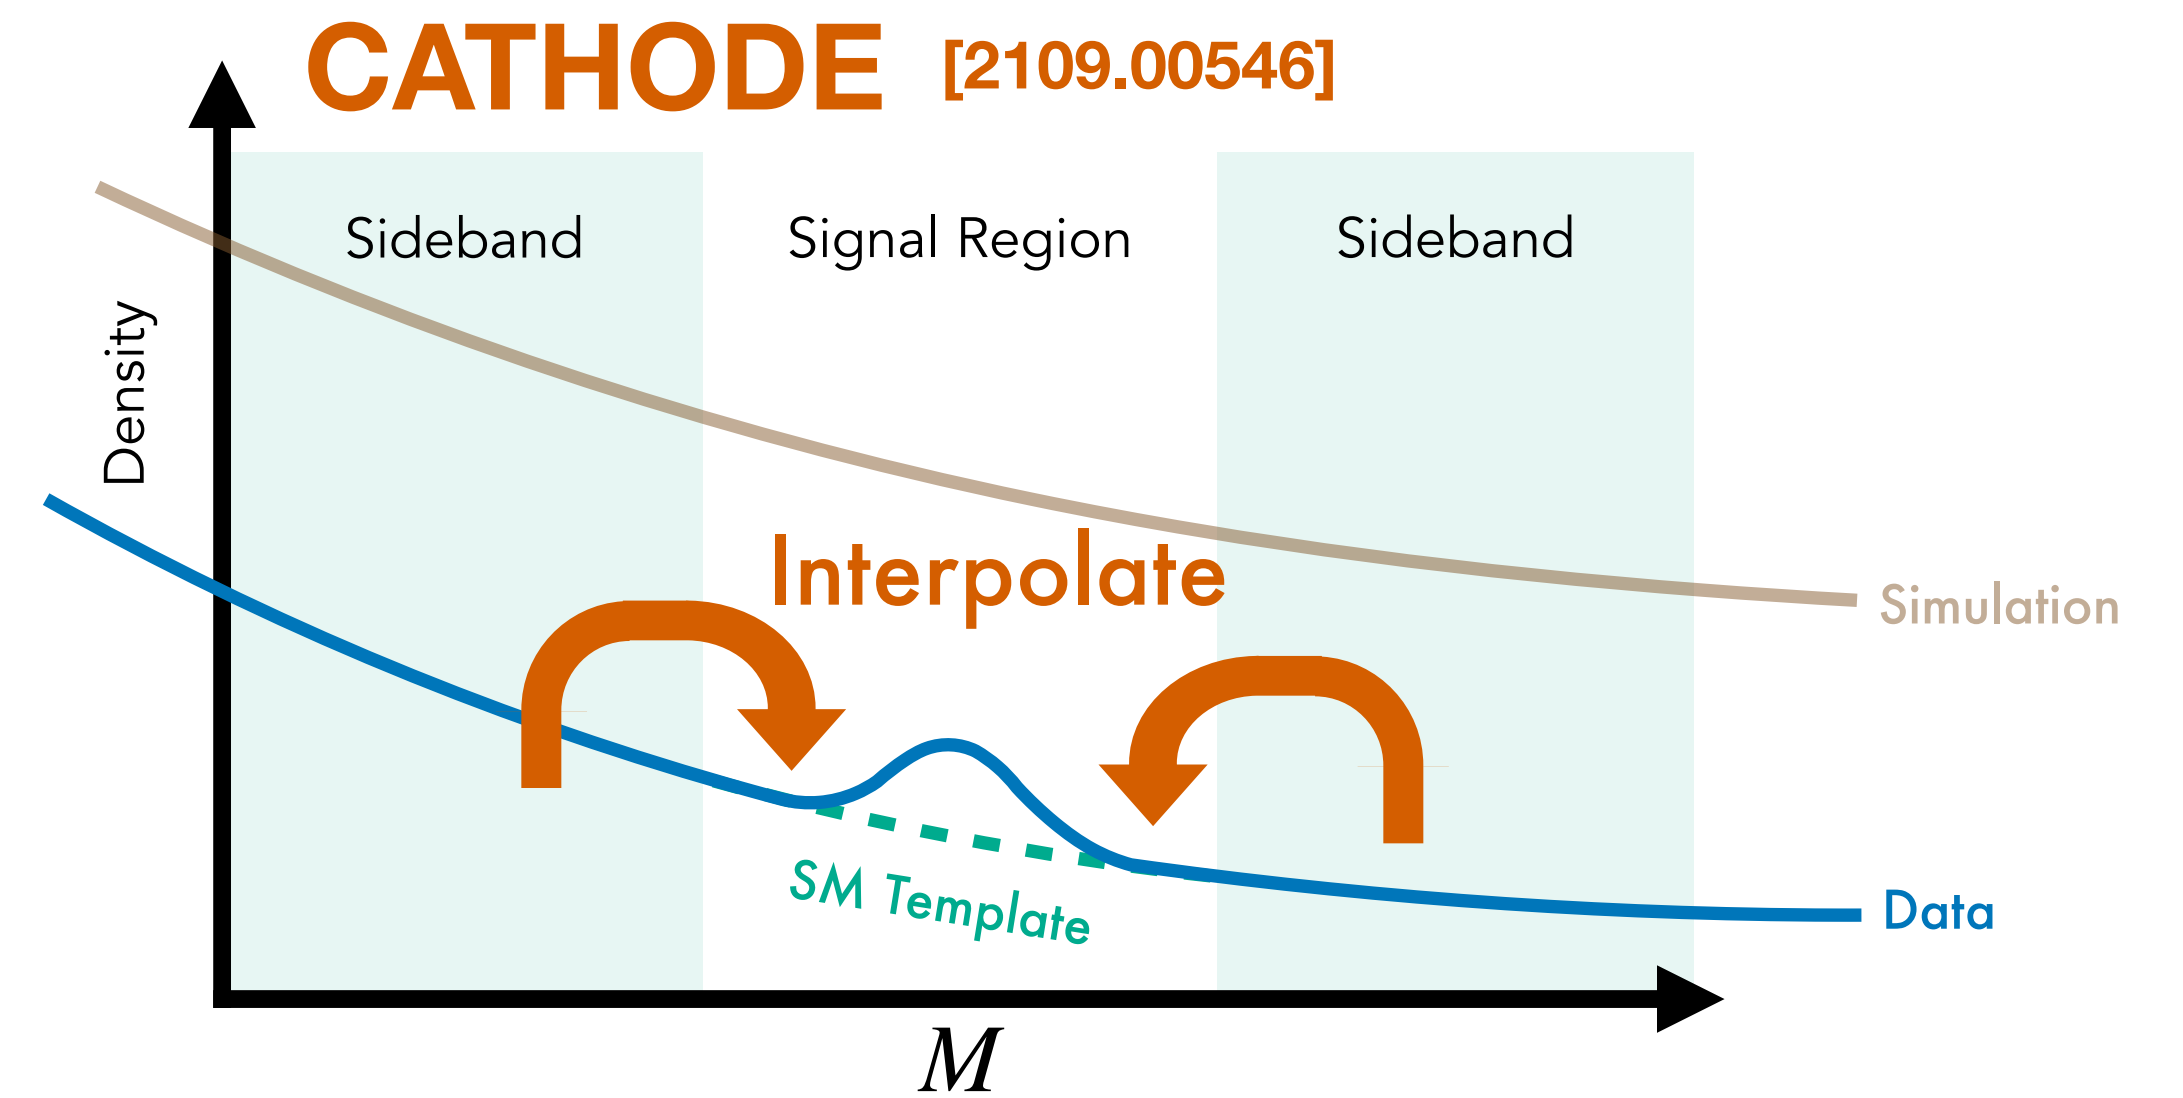 CATHODE [2109.00546]
Sideband
Signal Region
Sideband
Density
Interpolate
Simulation
SM Template
Data
M